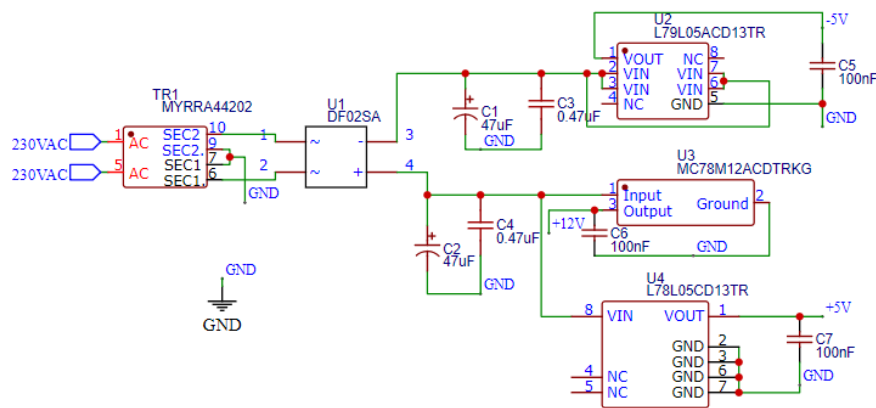 TR1
MYRRA44202
230VAC
1
AC
SEC2
10
SEC2.
9
SEC1
7
230VAC
5
AC
SEC1.
6
GND
U1
DF02SA
1
~
-
3
2
~
+
4
C1
47uF
C3
0.47uF
GND
U2
L79L05ACD13TR
1
VOUT
NC
8
2
VIN
VIN
7
3
VIN
VIN
6
4
NC
GND
5
-5V
C5
100nF
GND
U3
MC78M12ACDTRKG
1
Input
Ground
2
3
Output
+12V
C6
100nF
GND
C2
47uF
C4
0.47uF
GND
U4
L78L05CD13TR
8
VIN
VOUT
1
GND
2
GND
3
4
NC
GND
6
5
NC
GND
7
+5V
C7
100nF
GND
GND
GND